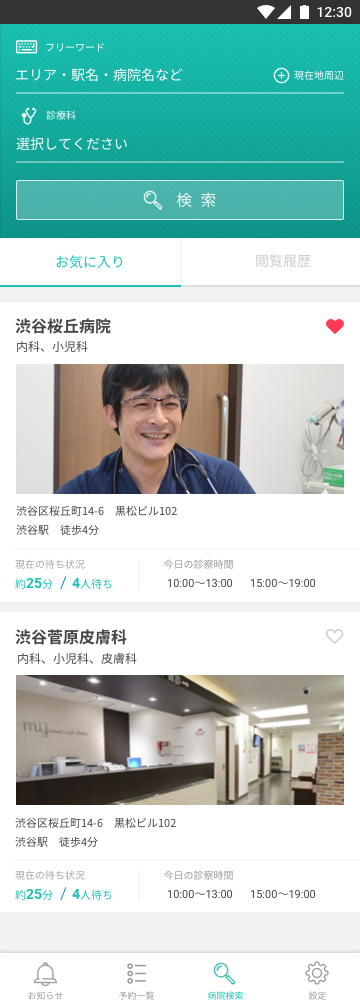 12:30
フリーワード
エリア・駅名・病院名など
現在地周辺
診療科
選択してください
検 索
お気に入り
閲覧履歴
渋谷桜丘病院
内科、小児科
渋谷区桜丘町14-6　黒松ビル102
渋谷駅　徒歩4分
現在の待ち状況
今日の診察時間
約25分 / 4人待ち
10:00〜13:00　15:00〜19:00
渋谷菅原皮膚科
内科、小児科、皮膚科
渋谷区桜丘町14-6　黒松ビル102
渋谷駅　徒歩4分
現在の待ち状況
今日の診察時間
約25分 / 4人待ち
10:00〜13:00　15:00〜19:00
お知らせ
予約一覧
病院検索
設定